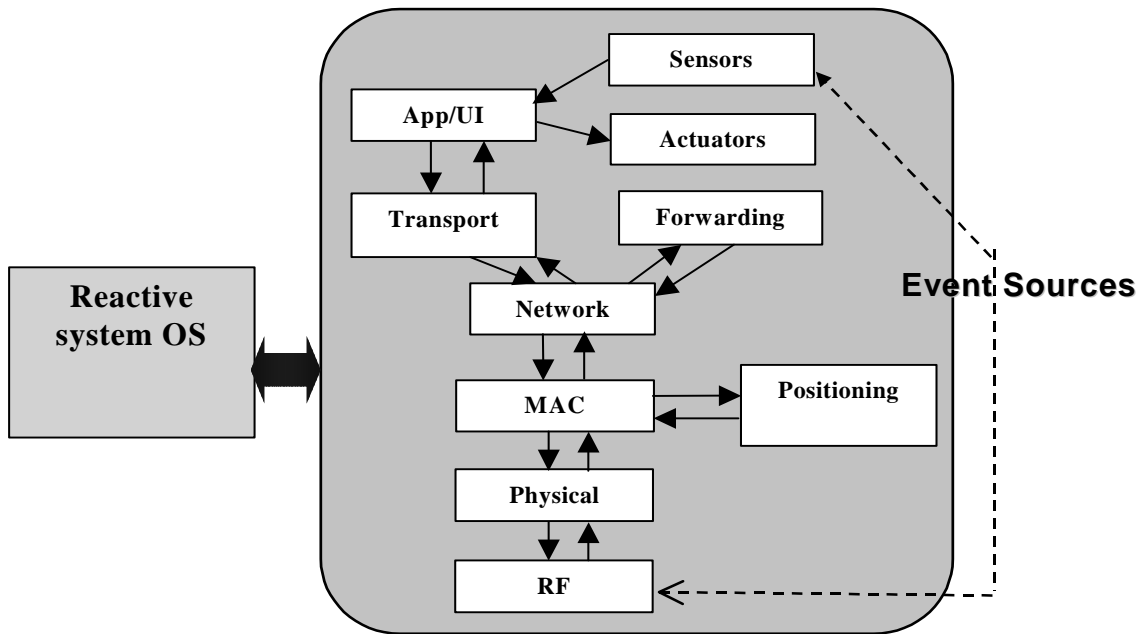 Sensors
App/UI
Actuators
Transport
Forwarding
Reactive
system OS
Event Sources
Network
MAC
Positioning
Physical
RF